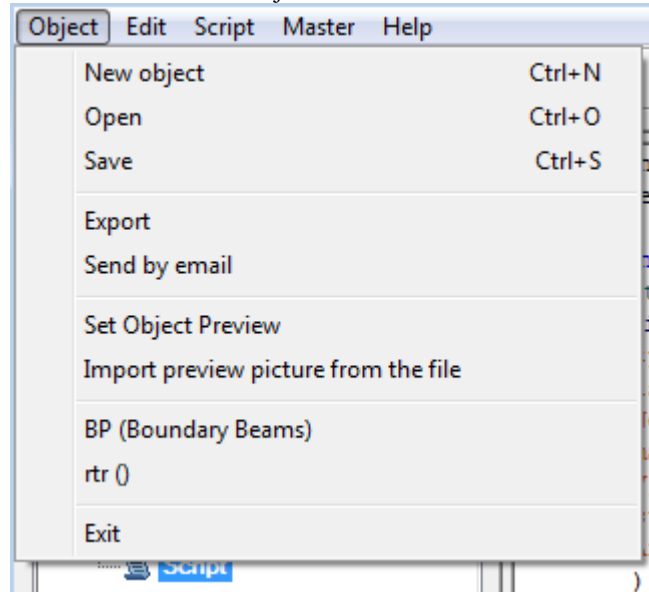 Object Edit Script Master Help
New object Ctrl+N
Open Ctrl+O
Save Ctrl+S
Export
Send by email
Set Object Preview
Import preview picture from the file
BP (Boundary Beams)
rtr ()
Exit
Script
)